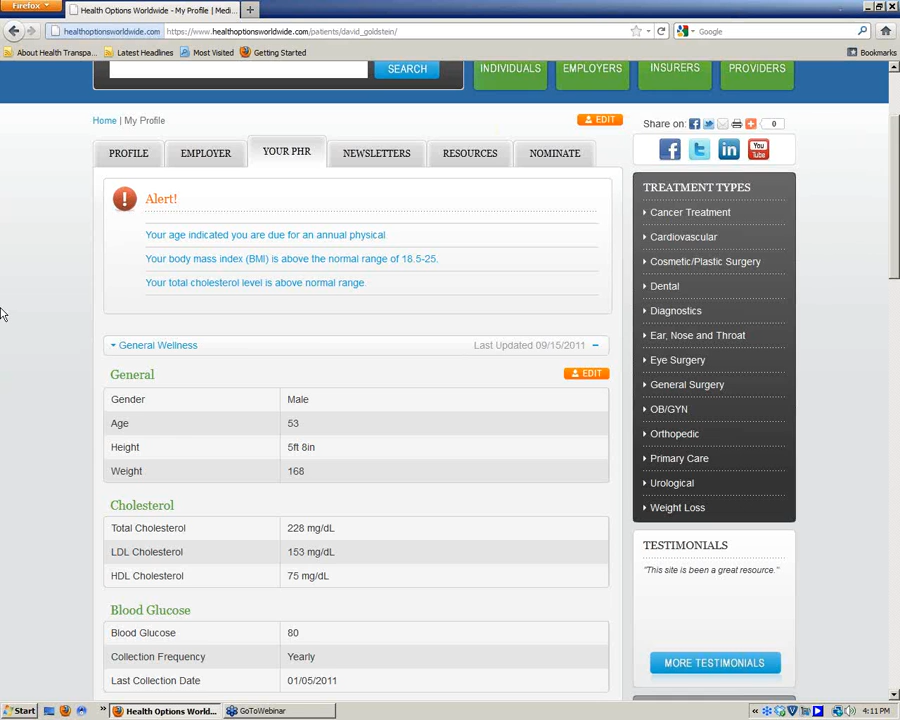 Firefox
Health Options Worldwide - My Profile | Medi...
healthoptionsworldwide.com
https://www.healthoptionsworldwide.com/patients/david_goldstein/
Google
About Health Transpa...
Latest Headlines
Most Visited
Getting Started
Bookmarks
SEARCH
INDIVIDUALS
EMPLOYERS
INSURERS
PROVIDERS
Home | My Profile
EDIT
Share on:
0
PROFILE
EMPLOYER
YOUR PHR
NEWSLETTERS
RESOURCES
NOMINATE
Alert!
Your age indicated you are due for an annual physical
Your body mass index (BMI) is above the normal range of 18.5-25.
Your total cholesterol level is above normal range.
General Wellness
Last Updated 09/15/2011
General
EDIT
Gender Male
Age 53
Height 5ft 8in
Weight 168
Cholesterol
Total Cholesterol 228 mg/dL
LDL Cholesterol 153 mg/dL
HDL Cholesterol 75 mg/dL
Blood Glucose
Blood Glucose 80
Collection Frequency Yearly
Last Collection Date 01/05/2011
in
You Tube
TREATMENT TYPES
Cancer Treatment
Cardiovascular
Cosmetic/Plastic Surgery
Dental
Diagnostics
Ear, Nose and Throat
Eye Surgery
General Surgery
OB/GYN
Orthopedic
Primary Care
Urological
Weight Loss
TESTIMONIALS
"This site is been a great resource."
MORE TESTIMONIALS
Start
Health Options Worl...
GoToWebinar
4:11 PM